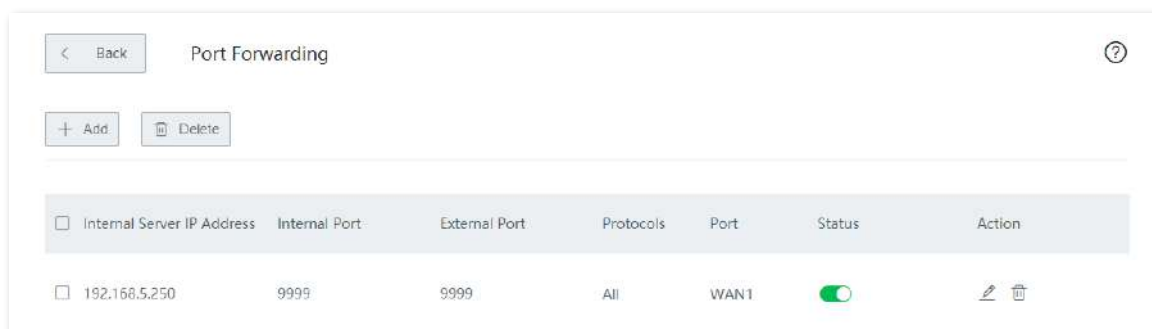 Back Port Forwarding
Add Delete
Internal Server IP Address Internal Port External Port Protocols Port Status Action
192.168.5.250 9999 9999 All WAN1